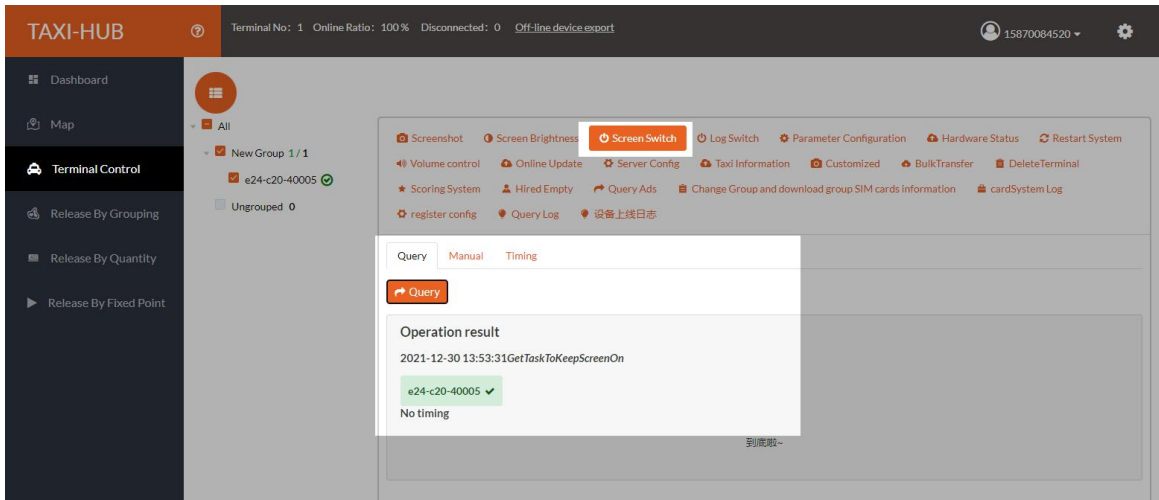 TAXI-HUB
Terminal No: 1 Online Ratio: 100 % Disconnected: 0 Off-line device export
15870084520
Dashboard
Map
Terminal Control
Release By Grouping
Release By Quantity
Release By Fixed Point
All
New Group 1 / 1
e24-c20-40005
Ungrouped 0
Screenshot Screen Brightness Screen Switch Log Switch Parameter Configuration Hardware Status Restart System
Volume control Online Update Server Config Taxi Information Customized BulkTransfer DeleteTerminal
Scoring System Hired Empty Query Ads Change Group and download group SIM cards information cardSystem Log
register config Query Log 设备上线日志
Query Manual Timing
Query
Operation result
2021-12-30 13:53:31GetTaskToKeepScreenOn
e24-c20-40005
No timing
到底啦~